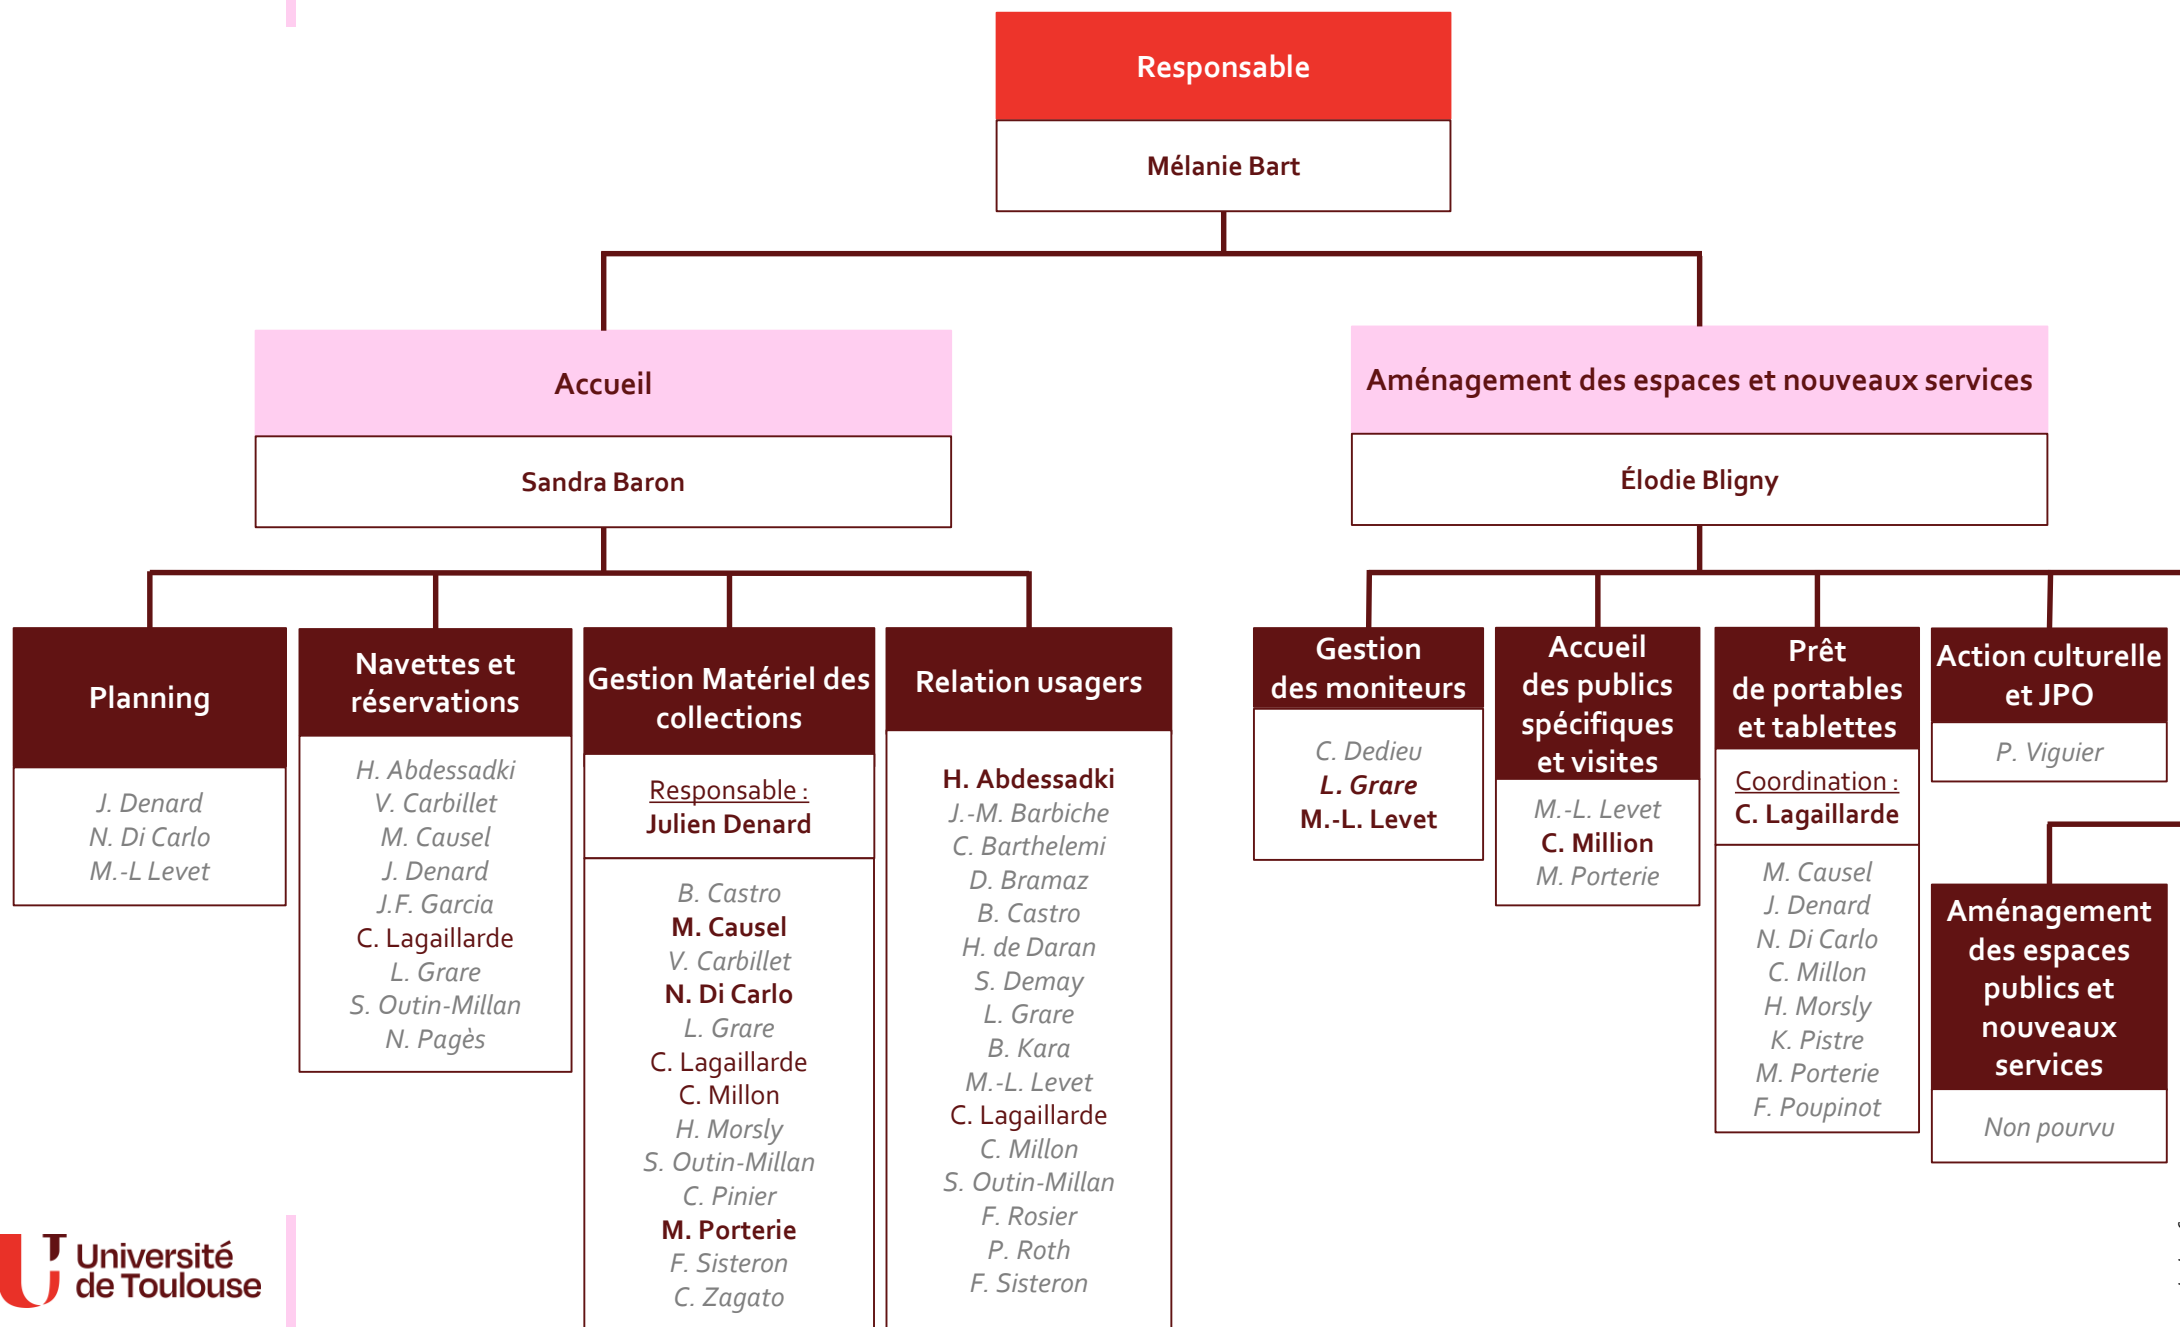 Responsable
Mélanie Bart
Accueil
Sandra Baron
Aménagement des espaces et nouveaux services
Élodie Bligny
Planning
J. Denard
N. Di Carlo
M.-L Levet
Navettes et
réservations
H. Abdessadki
V. Carbillet
M. Causel
J. Denard
J.F. Garcia
C. Lagaillarde
L. Grare
S. Outin-Millan
N. Pagès
Gestion Matériel des
collections
Responsable :
Julien Denard
B. Castro
M. Causel
V. Carbillet
N. Di Carlo
L. Grare
C. Lagaillarde
C. Millon
H. Morsly
S. Outin-Millan
C. Pinier
M. Porterie
F. Sisteron
C. Zagato
Relation usagers
H. Abdessadki
J.-M. Barbiche
C. Barthelemi
D. Bramaz
B. Castro
H. de Daran
S. Demay
L. Grare
B. Kara
M.-L. Levet
C. Lagaillarde
C. Millon
S. Outin-Millan
F. Rosier
P. Roth
F. Sisteron
Gestion
des moniteurs
C. Dedieu
L. Grare
M.-L. Levet
Accueil
des publics
spécifiques
et visites
M.-L. Levet
C. Million
M. Porterie
Prêt
de portables
et tablettes
Coordination :
C. Lagaillarde
M. Causel
J. Denard
N. Di Carlo
C. Millon
H. Morsly
K. Pistre
M. Porterie
F. Poupinot
Action culturelle
et JPO
P. Viguier
Aménagement
des espaces
publics et
nouveaux
services
Non pourvu
Université
de Toulouse